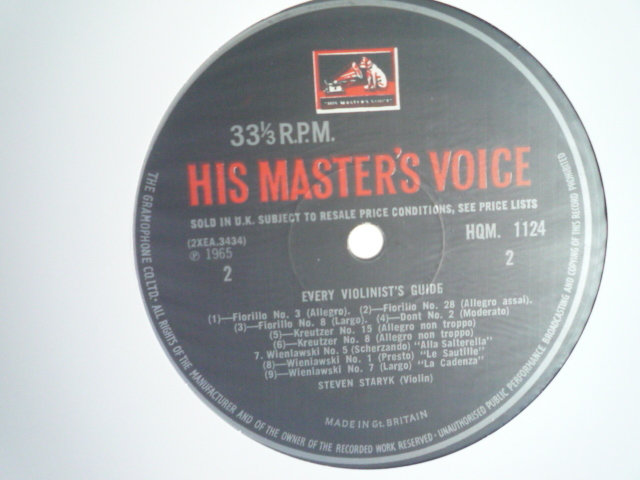 "HIS MASTER'S VOICE"
33⅓ R.P.M.
HIS MASTER'S VOICE
SOLD IN U.K. SUBJECT TO RESALE PRICE CONDITIONS, SEE PRICE LISTS
(2XEA.3434)
HQM. 1124
℗ 1965
2
2
EVERY VIOLINIST'S GUIDE
(1)—Fiorillo No. 3 (Allegro). (2)—Fiorillo No. 28 (Allegro assai).
(3)—Fiorillo No. 8 (Largo). (4)—Dont No. 2 (Moderato)
(5)—Kreutzer No. 15 (Allegro non troppo)
(6)—Kreutzer No. 8 (Allegro non troppo)
7. Wieniawski No. 5 (Scherzando) "Alla Salterella"
(8)—Wieniawski No. 1 (Presto) "Le Sautillé"
(9)—Wieniawski No. 7 (Largo) "La Cadenza"
STEVEN STARYK (Violin)
MADE IN Gt. BRITAIN
THE GRAMOPHONE CO. LTD. · ALL RIGHTS OF THE MANUFACTURER AND OF THE OWNER OF THE RECORDED WORK RESERVED · UNAUTHORISED PUBLIC PERFORMANCE BROADCASTING AND COPYING OF THIS RECORD PROHIBITED